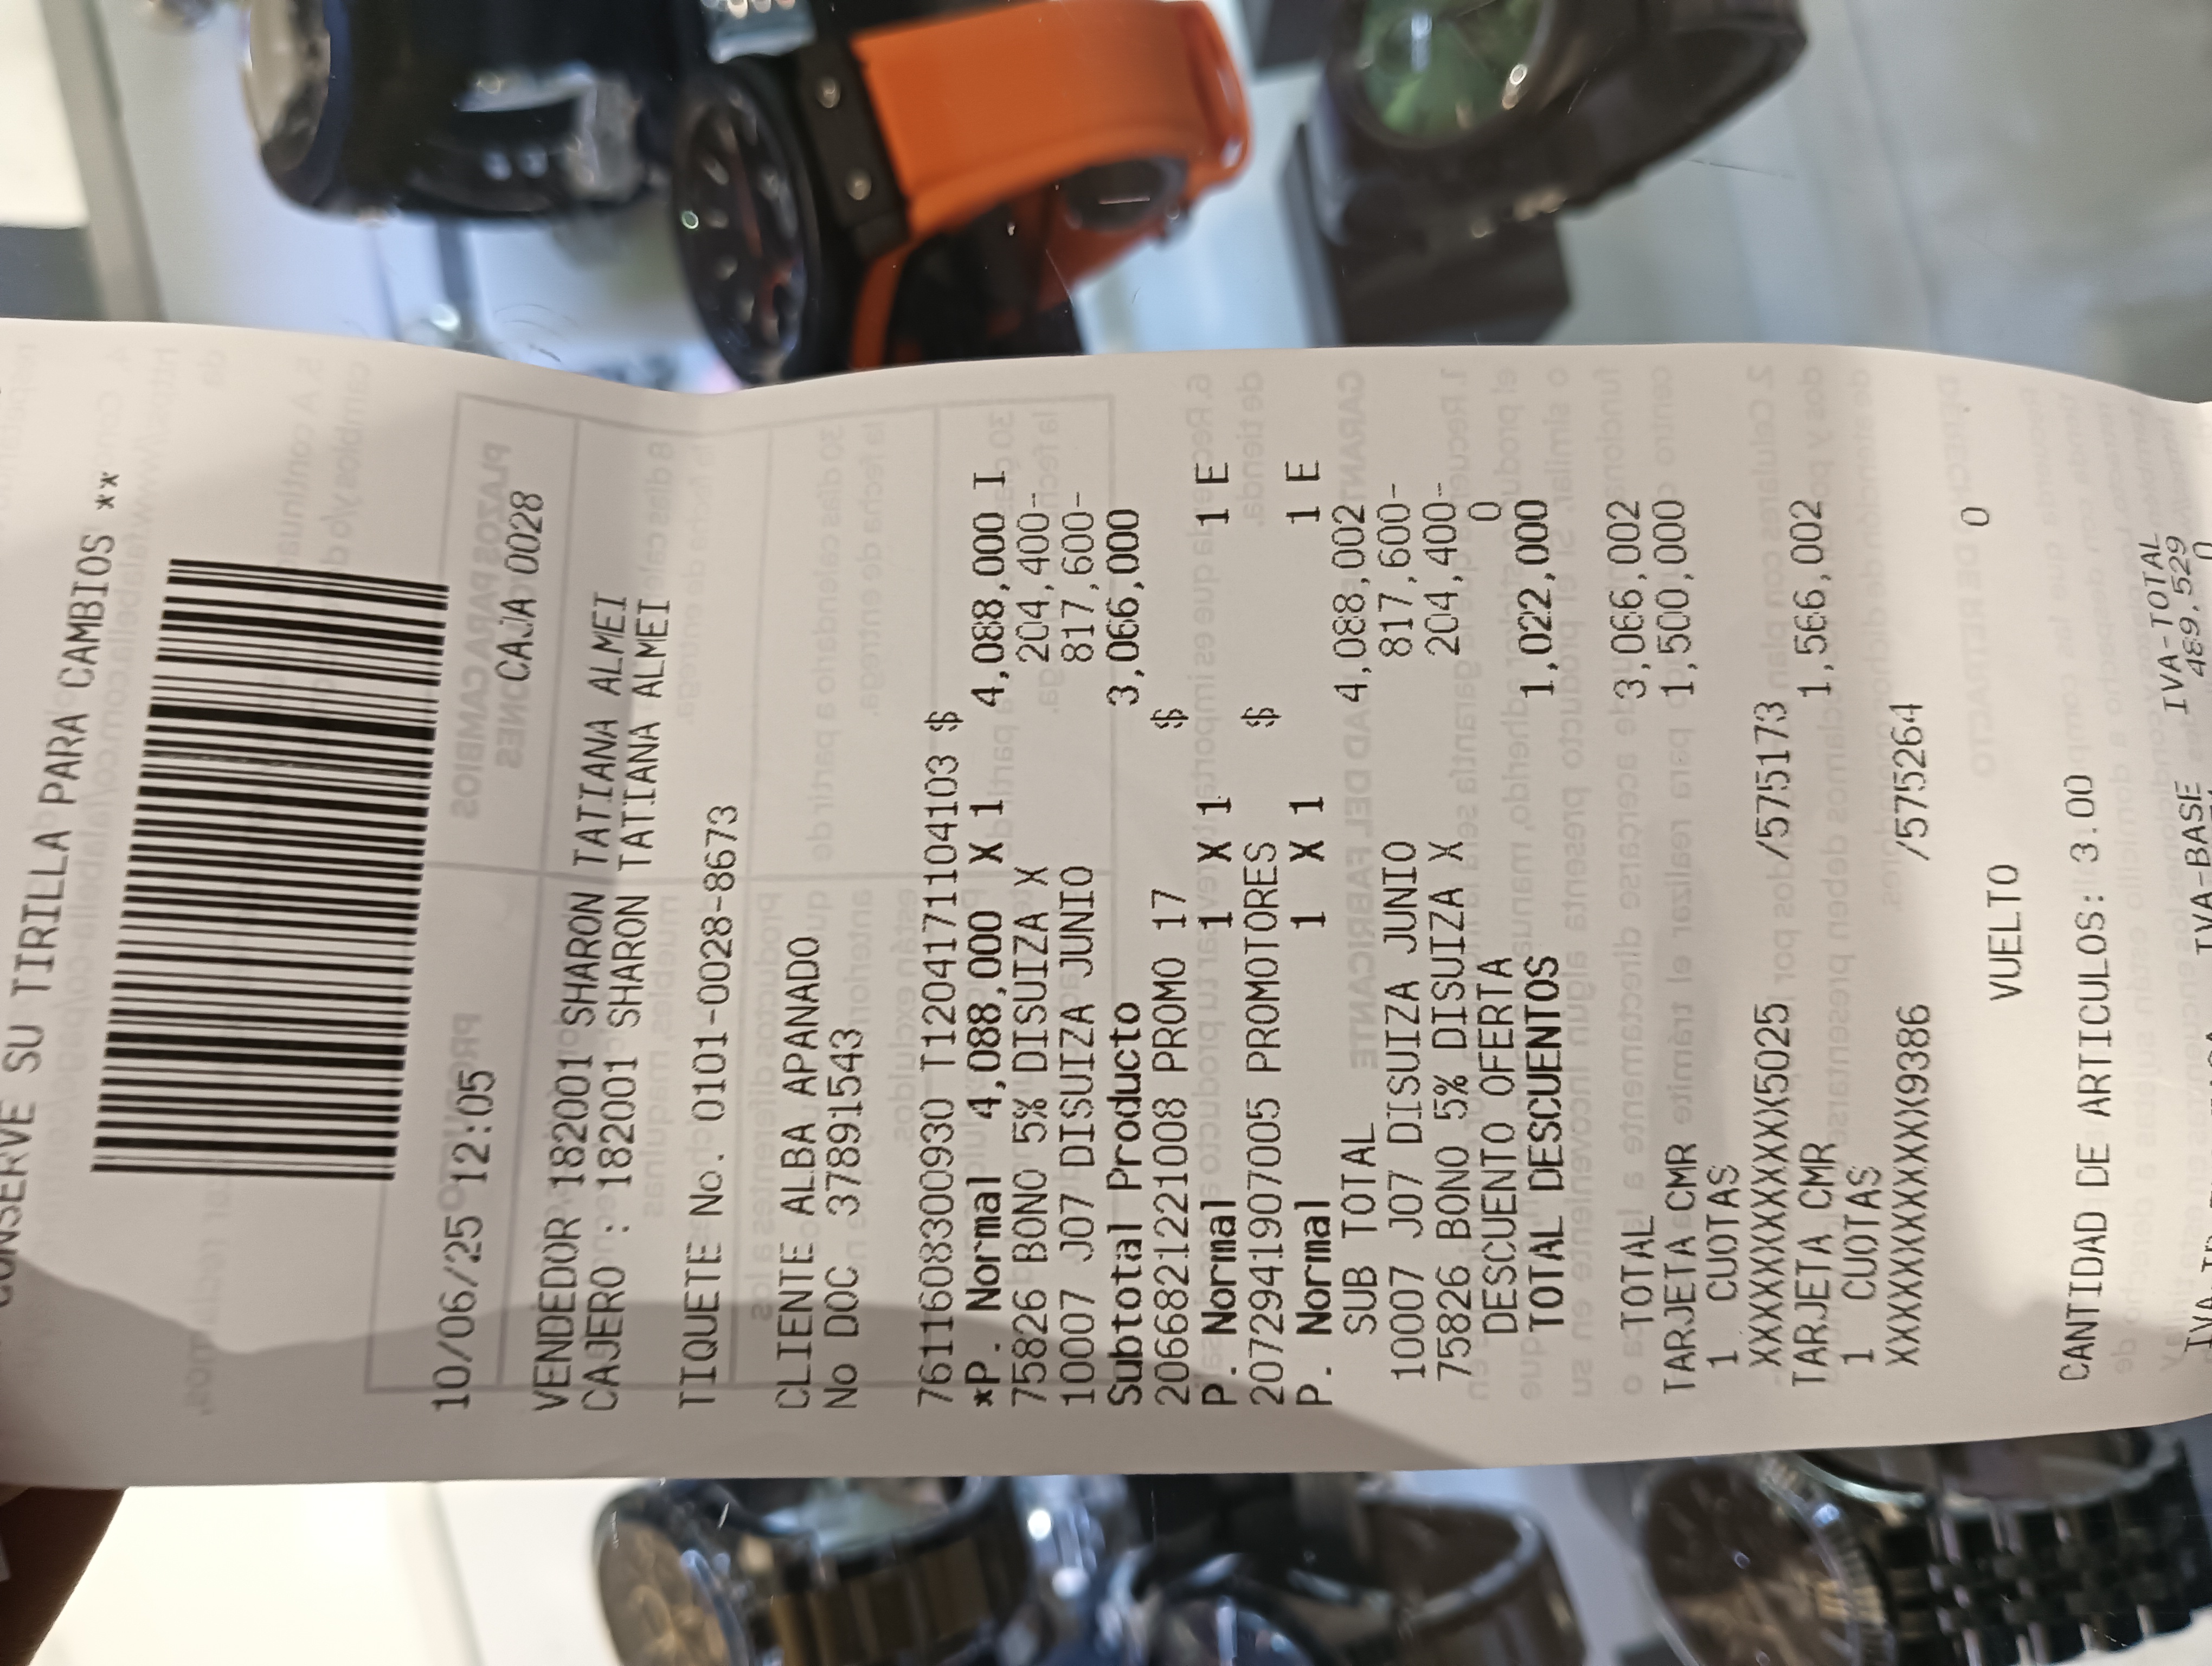 CONSERVE SU TIRILLA PARA CAMBIOS **
10/06/25 12:05 CAJA 0028
VENDEDOR 182001 SHARON TATIANA ALMEI
CAJERO : 182001 SHARON TATIANA ALMEI
TIQUETE No. 0101-0028-8673
CLIENTE ALBA APANADO
No DOC 37891543
7611608300930 T1204171104103 $
*P. Normal 4,088,000 X 1 4,088,000 I
75826 BONO 5% DISUIZA X 204,400-
10007 J07 DISUIZA JUNIO 817,600-
Subtotal Producto 3,066,000
2066821221008 PROMO 17 $
P. Normal 1 X 1 1 E
2072941907005 PROMOTORES $
P. Normal 1 X 1 1 E
SUB TOTAL 4,088,002
10007 J07 DISUIZA JUNIO 817,600-
75826 BONO 5% DISUIZA X 204,400-
DESCUENTO OFERTA 0
TOTAL DESCUENTOS 1,022,000
TOTAL 3,066,002
TARJETA CMR 1,500,000
1 CUOTAS
XXXXXXXXXXXX5025 /575173
TARJETA CMR 1,566,002
1 CUOTAS
XXXXXXXXXXXX9386 /575264
VUELTO 0
CANTIDAD DE ARTICULOS: 3.00
IVA-BASE IVA-TOTAL
489,529